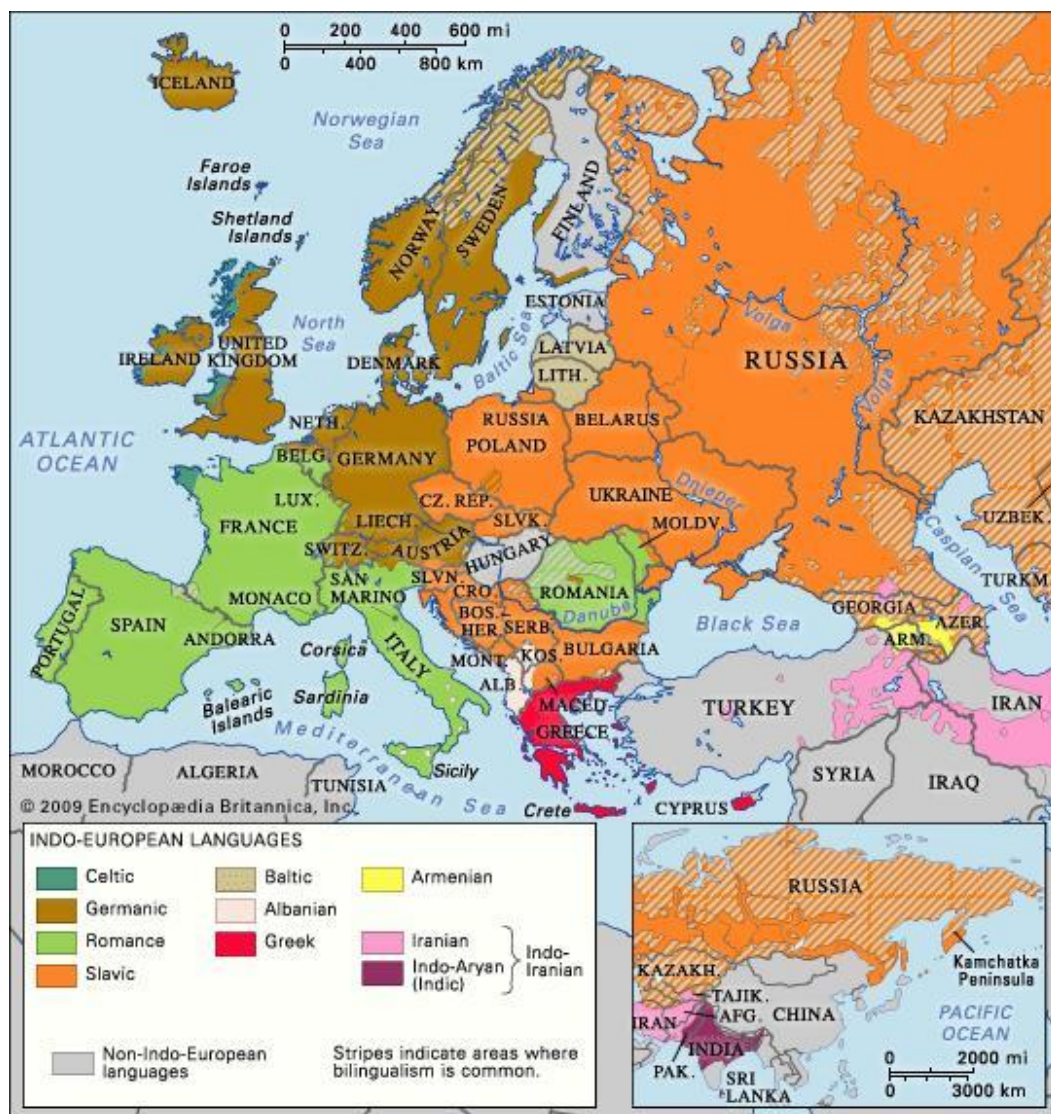 0 200 400 600 mi
0 400 800 km
ICELAND
Norwegian
Sea
Faroe
Islands
Shetland
Islands
NORWAY
SWEDEN
FINLAND
North
Sea
ESTONIA
Baltic Sea
LATVIA
LITH.
Volga
RUSSIA
Volga
IRELAND
UNITED
KINGDOM
DENMARK
KAZAKHSTAN
ATLANTIC
OCEAN
NETH.
BELG.
GERMANY
RUSSIA
POLAND
BELARUS
LUX.
FRANCE
CZ. REP.
UKRAINE
Dnieper
SLVK.
MOLDV.
LIECH.
SWITZ.
AUSTRIA
HUNGARY
UZBEK.
Caspian Sea
TURKM.
SAN
MARINO
SLVN.
CRO.
ROMANIA
Danube
MONACO
BOS.
HER.
SERB.
GEORGIA
AZER.
ARM.
PORTUGAL
SPAIN
ANDORRA
Corsica
ITALY
MONT.
KOS.
BULGARIA
Black Sea
Balearic
Islands
Sardinia
ALB.
MACED.
GREECE
TURKEY
IRAN
Mediterranean Sea
MOROCCO
ALGERIA
TUNISIA
Sicily
SYRIA
IRAQ
© 2009 Encyclopædia Britannica, Inc.
Crete
CYPRUS
INDO-EUROPEAN LANGUAGES
Celtic
Baltic
Armenian
Germanic
Albanian
Romance
Greek
Iranian
Indo-
Iranian
Slavic
Indo-Aryan
(Indic)
Non-Indo-European
languages
Stripes indicate areas where
bilingualism is common.
RUSSIA
KAZAKH.
Kamchatka
Peninsula
TAJIK.
AFG.
CHINA
IRAN
PACIFIC
OCEAN
INDIA
PAK.
SRI
LANKA
0 2000 mi
0 3000 km